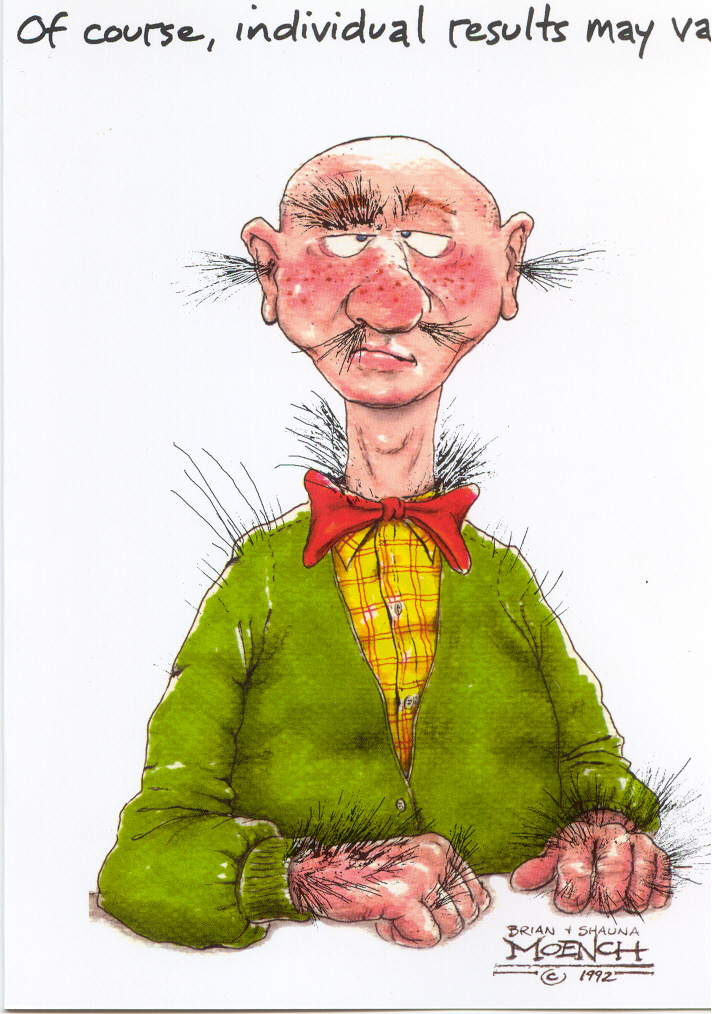 Of course, individual results may va
BRIAN + SHAUNA
MOENCH
© 1992